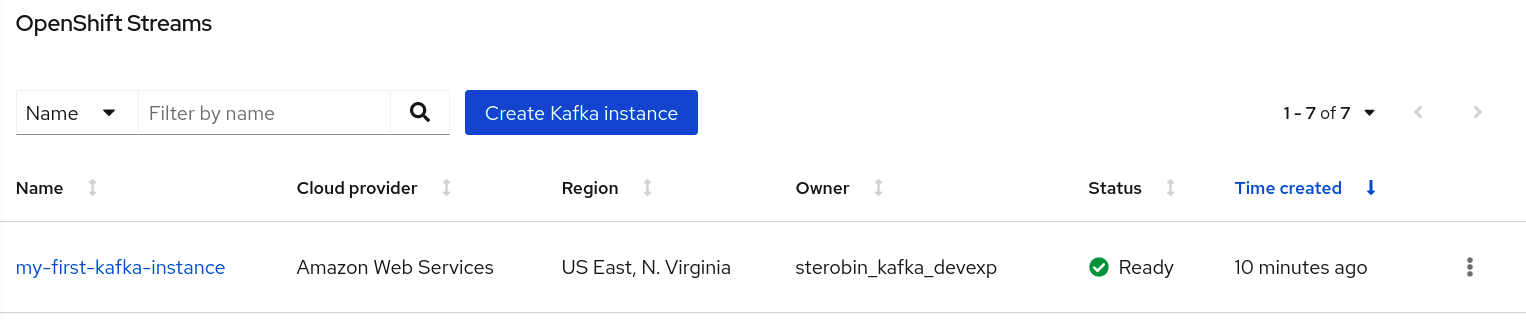 OpenShift Streams
Name Filter by name Create Kafka instance 1 - 7 of 7
Name Cloud provider Region Owner Status Time created
my-first-kafka-instance Amazon Web Services US East, N. Virginia sterobin_kafka_devexp Ready 10 minutes ago